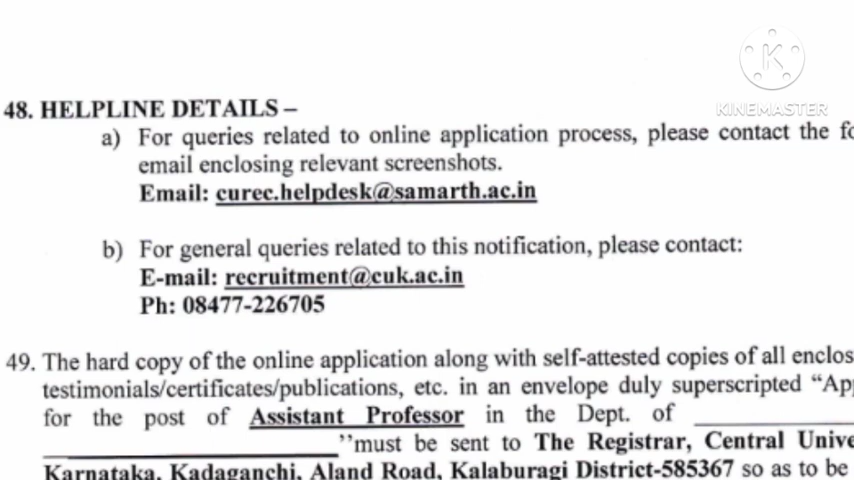 KINEMASTER
48. HELPLINE DETAILS –
a) For queries related to online application process, please contact the
email enclosing relevant screenshots.
Email: curec.helpdesk@samarth.ac.in
b) For general queries related to this notification, please contact:
E-mail: recruitment@cuk.ac.in
Ph: 08477-226705
49. The hard copy of the online application along with self-attested copies of all
testimonials/certificates/publications, etc. in an envelope duly superscripted
for the post of Assistant Professor in the Dept. of
’’must be sent to The Registrar, Central
Karnataka, Kadaganchi, Aland Road, Kalaburagi District-585367 so as to be